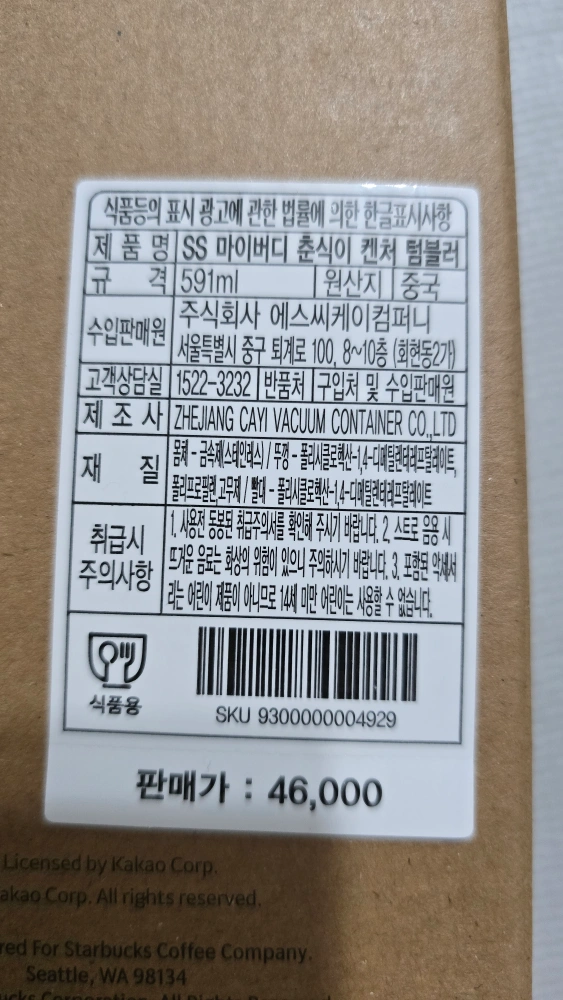 식품등의 표시 광고에 관한 법률에 의한 한글표시사항
제 품 명 SS 마이버디 춘식이 켄처 텀블러
규 격 591ml 원산지 중국
수입판매원 주식회사 에스씨케이컴퍼니
서울특별시 중구 퇴계로 100, 8~10층 (회현동2가)
고객상담실 1522-3232 반품처 구입처 및 수입판매원
제 조 사 ZHEJIANG CAYI VACUUM CONTAINER CO.,LTD
재 질 몸체 - 금속제(스테인레스) / 뚜껑 - 폴리시클로헥산-1,4-디메틸렌테레프탈레이트,
폴리프로필렌,고무제 / 빨대 - 폴리시클로헥산-1,4-디메틸렌테레프탈레이트
취급시 주의사항
1. 사용전 동봉된 취급주의서를 확인해 주시기 바랍니다. 2. 스트로 음용 시
뜨거운 음료는 화상의 위험이 있으니 주의하시기 바랍니다. 3. 포함된 악세서
리는 어린이 제품이 아니므로 14세 미만 어린이는 사용할 수 없습니다.
식품용
SKU 9300000004929
판매가 : 46,000
Licensed by Kakao Corp.
akao Corp. All rights reserved.
red For Starbucks Coffee Company.
Seattle, WA 98134